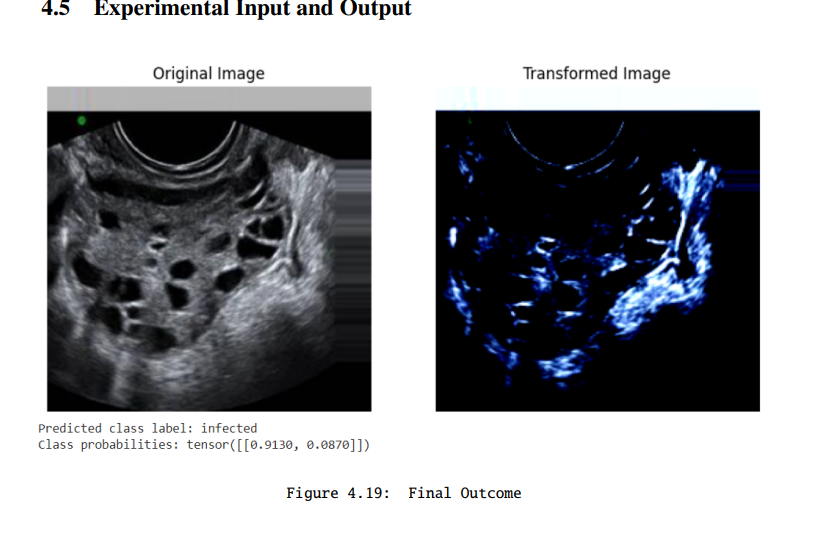 4.5 Experimental Input and Output
Original Image
Transformed Image
Predicted class label: infected
Class probabilities: tensor([[0.9130, 0.0870]])
Figure 4.19: Final Outcome